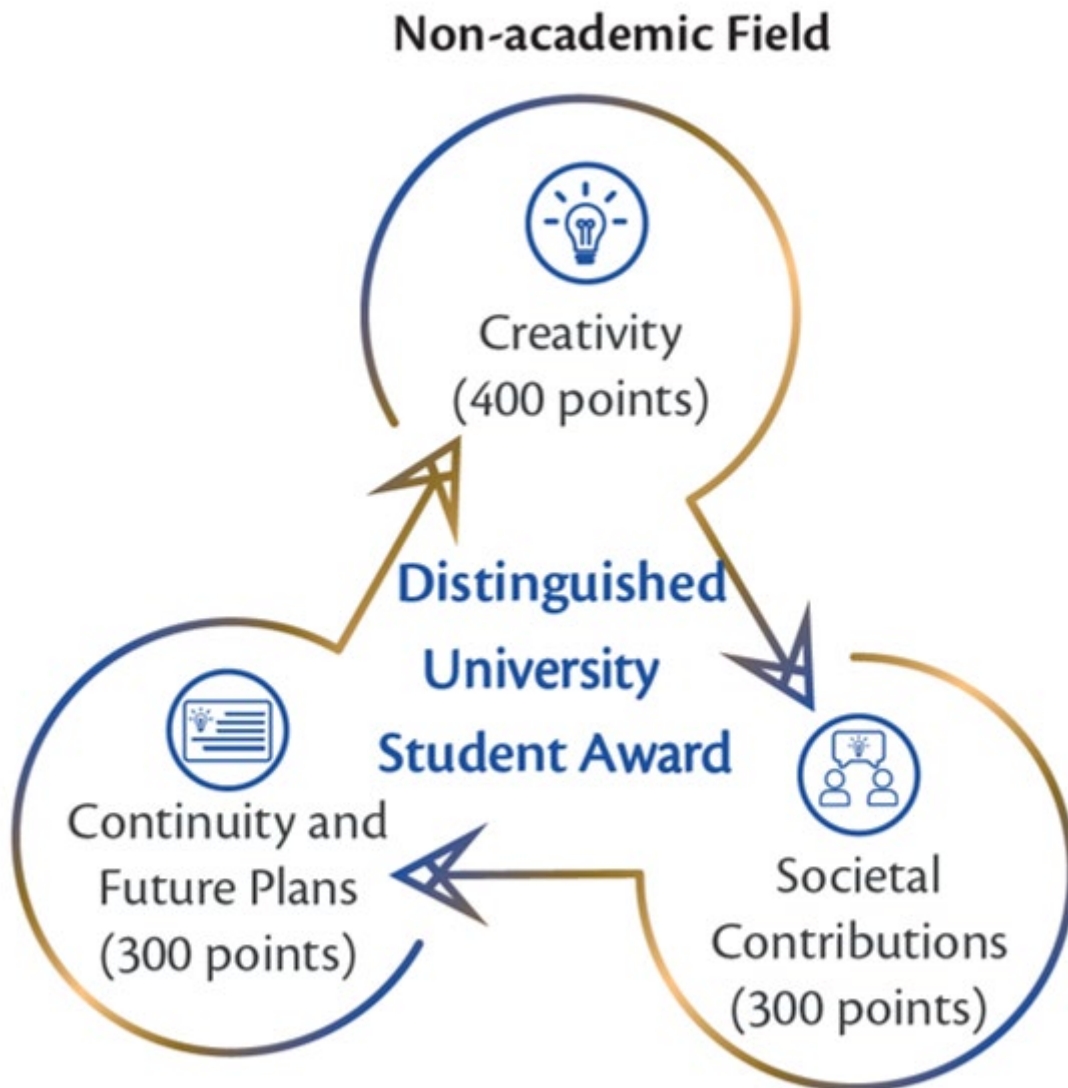 Non-academic Field
Creativity
(400 points)
Distinguished
University
Student Award
Continuity and
Future Plans
(300 points)
Societal
Contributions
(300 points)